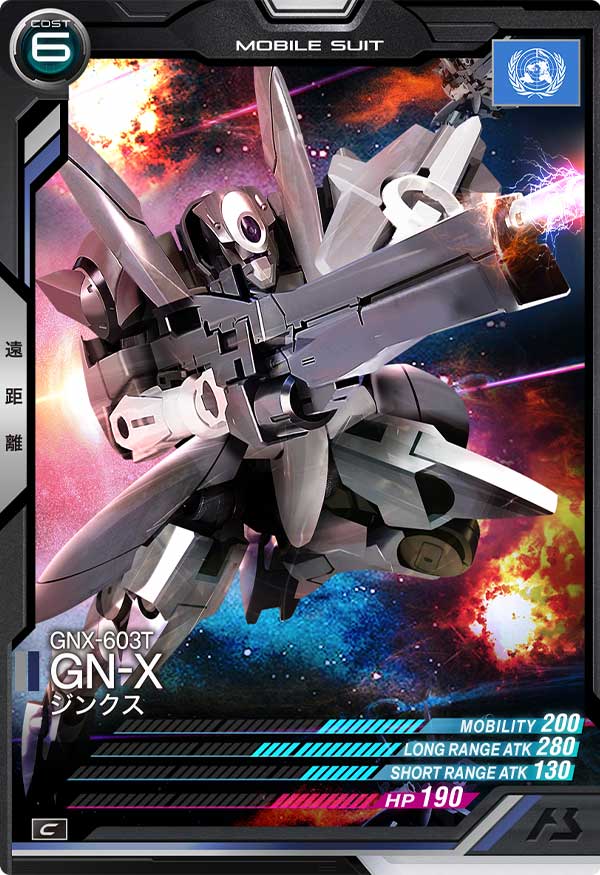 COST
6
MOBILE SUIT
遠距離
GNX-603T
GN-X
ジンクス
MOBILITY 200
LONG RANGE ATK 280
SHORT RANGE ATK 130
HP 190
C